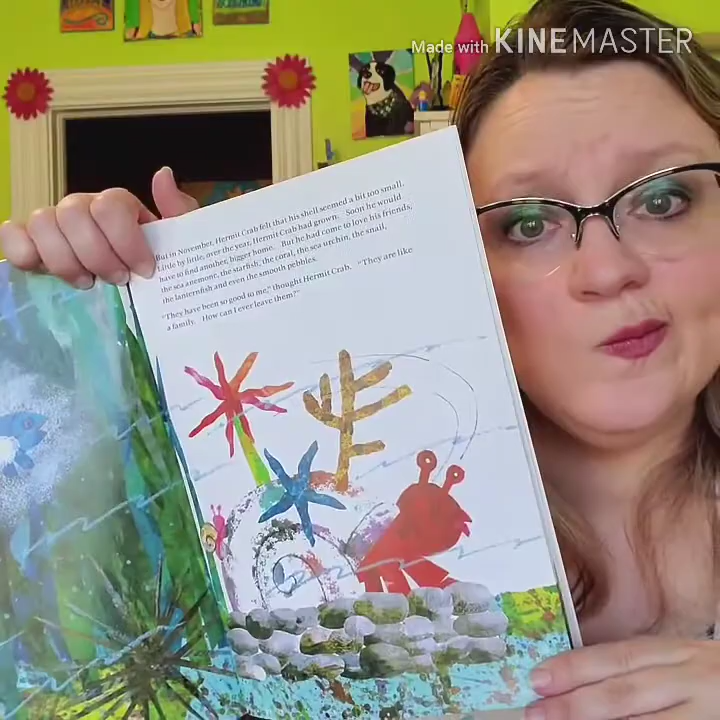 Made with KINEMASTER
But in November, Hermit Crab felt that his shell seemed a bit too small.
Little by little, over the year, Hermit Crab had grown. Soon he would
have to find another, bigger home. But he had come to love his friends,
the sea anemone, the starfish, the coral, the sea urchin, the snail,
the lanternfish and even the smooth pebbles.
"They have been so good to me," thought Hermit Crab. "They are like
a family. How can I ever leave them?"